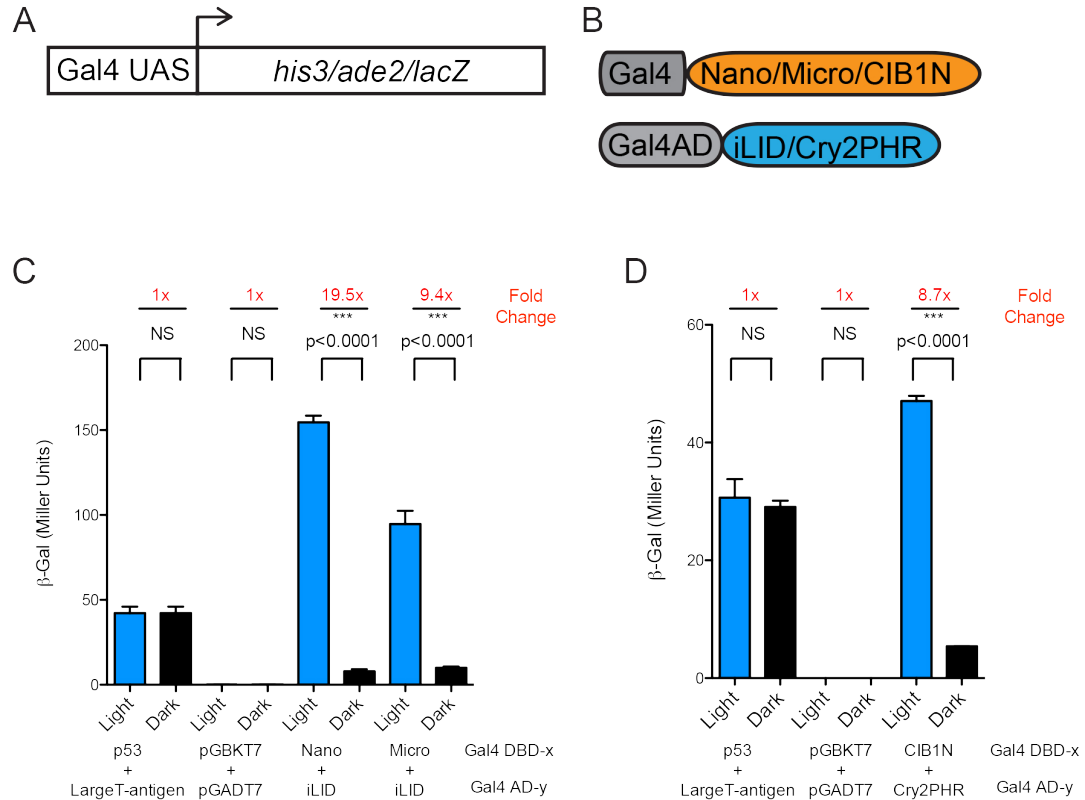 A
B
Gal4 UAS
his3/ade2/lacZ
Gal4
Nano/Micro/CIB1N
Gal4AD
iLID/Cry2PHR
C
1x
1x
19.5x
9.4x
Fold
Change
NS
NS
***
p<0.0001
***
p<0.0001
β-Gal (Miller Units)
200
150
100
50
0
Light
Dark
Light
Dark
Light
Dark
Light
Dark
p53
+
LargeT-antigen
pGBKT7
+
pGADT7
Nano
+
iLID
Micro
+
iLID
Gal4 DBD-x
Gal4 AD-y
D
1x
1x
8.7x
Fold
Change
NS
NS
***
p<0.0001
β-Gal (Miller Units)
60
40
20
0
Light
Dark
Light
Dark
Light
Dark
p53
+
LargeT-antigen
pGBKT7
+
pGADT7
CIB1N
+
Cry2PHR
Gal4 DBD-x
Gal4 AD-y